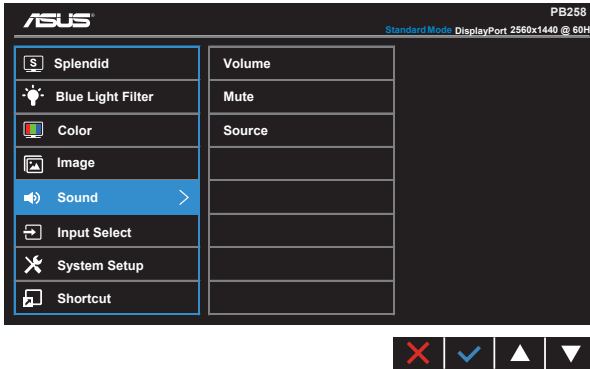 ASUS
PB258
Standard Mode DisplayPort 2560x1440 @ 60H
S Splendid
Blue Light Filter
Color
Image
Sound
Input Select
System Setup
Shortcut
Volume
Mute
Source